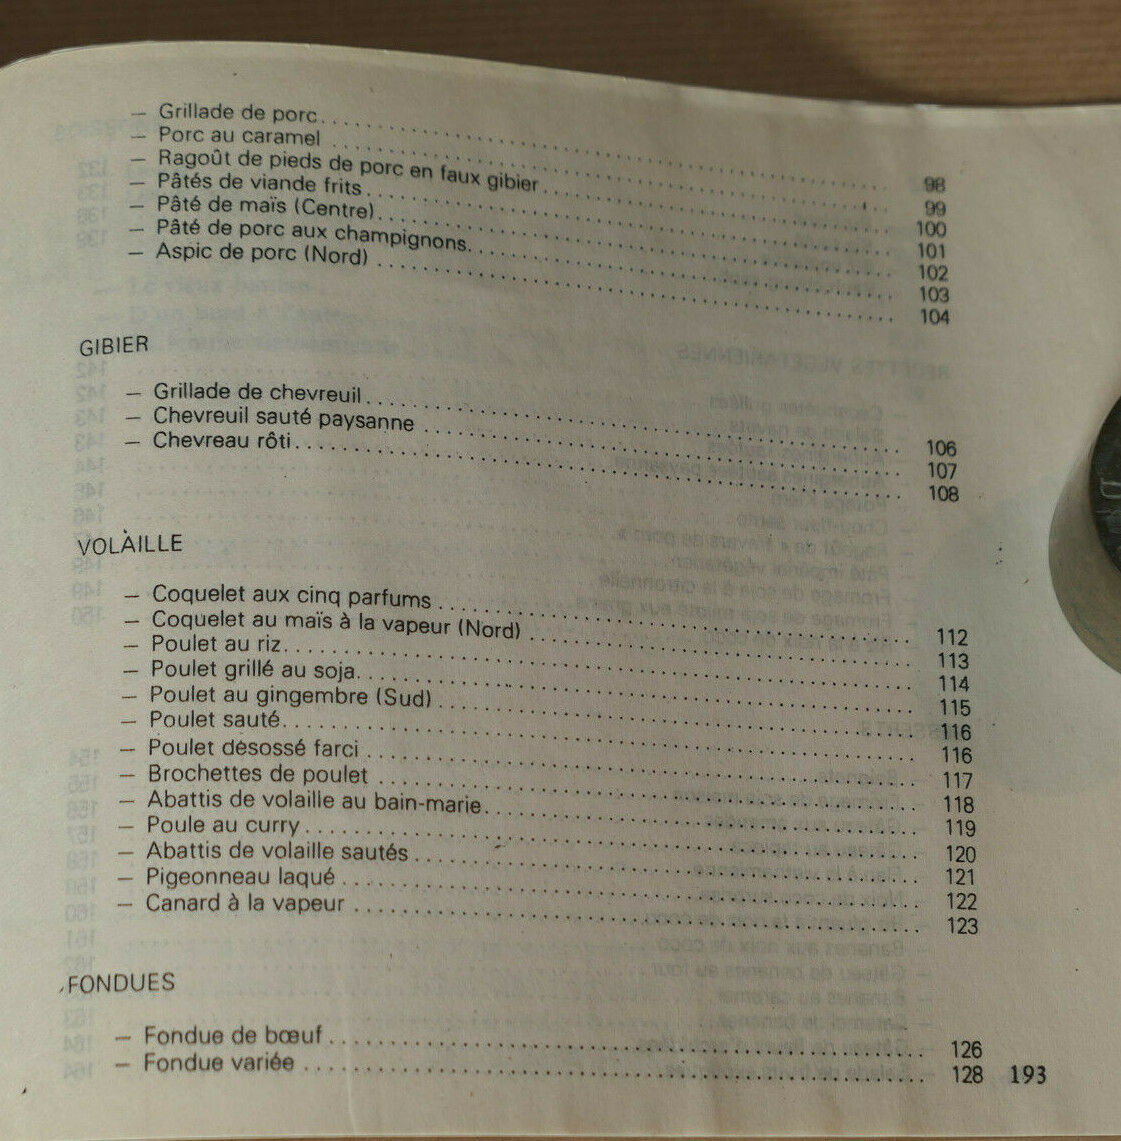 — Grillade de porc . . . . . . . . . . 98
— Porc au caramel . . . . . . . . . . 99
— Ragoût de pieds de porc en faux gibier . . . . . . . . . . 100
— Pâtés de viande frits . . . . . . . . . . 101
— Pâté de maïs (Centre) . . . . . . . . . . 102
— Pâté de porc aux champignons . . . . . . . . . . 103
— Aspic de porc (Nord) . . . . . . . . . . 104
GIBIER
— Grillade de chevreuil . . . . . . . . . . 106
— Chevreuil sauté paysanne . . . . . . . . . . 107
— Chevreau rôti . . . . . . . . . . 108
VOLAILLE
— Coquelet aux cinq parfums . . . . . . . . . . 112
— Coquelet au maïs à la vapeur (Nord) . . . . . . . . . . 113
— Poulet au riz . . . . . . . . . . 114
— Poulet grillé au soja . . . . . . . . . . 115
— Poulet au gingembre (Sud) . . . . . . . . . . 116
— Poulet sauté . . . . . . . . . . 116
— Poulet désossé farci . . . . . . . . . . 117
— Brochettes de poulet . . . . . . . . . . 118
— Abattis de volaille au bain-marie . . . . . . . . . . 119
— Poule au curry . . . . . . . . . . 120
— Abattis de volaille sautés . . . . . . . . . . 121
— Pigeonneau laqué . . . . . . . . . . 122
— Canard à la vapeur . . . . . . . . . . 123
FONDUES
— Fondue de bœuf . . . . . . . . . . 126
— Fondue variée . . . . . . . . . . 128
193